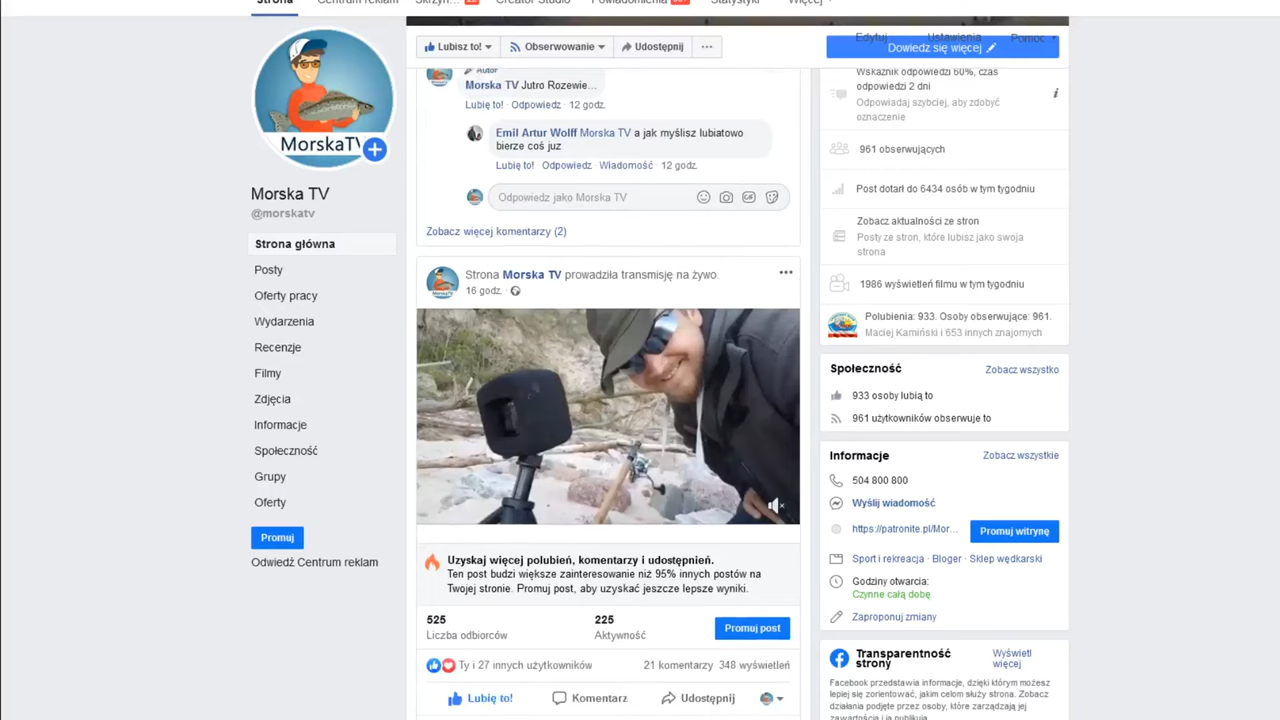 Strona
Centrum reklam
Skrzyn...
Creator Studio
Powiadomienia
Statystyki
Więcej
Edytuj
Ustawienia
Pomoc
Lubisz to!
Obserwowanie
Udostępnij
Dowiedz się więcej
MorskaTV
Morska TV
@morskatv
Strona główna
Posty
Oferty pracy
Wydarzenia
Recenzje
Filmy
Zdjęcia
Informacje
Społeczność
Grupy
Oferty
Promuj
Odwiedź Centrum reklam
Autor
Morska TV Jutro Rozewie...
Lubię to! · Odpowiedz · 12 godz.
Emil Artur Wolff Morska TV a jak myślisz lubiatowo
bierze coś juz
Lubię to! · Odpowiedz · Wiadomość · 12 godz.
Odpowiedz jako Morska TV
GIF
Zobacz więcej komentarzy (2)
Strona Morska TV prowadziła transmisję na żywo.
16 godz.
Uzyskaj więcej polubień, komentarzy i udostępnień.
Ten post budzi większe zainteresowanie niż 95% innych postów na
Twojej stronie. Promuj post, aby uzyskać jeszcze lepsze wyniki.
525
Liczba odbiorców
225
Aktywność
Promuj post
Ty i 27 innych użytkowników
21 komentarzy 348 wyświetleń
Lubię to!
Komentarz
Udostępnij
Wskaźnik odpowiedzi 60%, czas
odpowiedzi 2 dni
Odpowiadaj szybciej, aby zdobyć
oznaczenie
961 obserwujących
Post dotarł do 6434 osób w tym tygodniu
Zobacz aktualności ze stron
Posty ze stron, które lubisz jako swoja
strona
1986 wyświetleń filmu w tym tygodniu
Polubienia: 933. Osoby obserwujące: 961.
Maciej Kamiński i 653 innych znajomych
Społeczność
Zobacz wszystko
933 osoby lubią to
961 użytkowników obserwuje to
Informacje
Zobacz wszystkie
504 800 800
Wyślij wiadomość
https://patronite.pl/Mor...
Promuj witrynę
Sport i rekreacja · Bloger · Sklep wędkarski
Godziny otwarcia:
Czynne całą dobę
Zaproponuj zmiany
Transparentność
strony
Wyświetl
więcej
Facebook przedstawia informacje, dzięki którym możesz
lepiej się zorientować, jakim celom służy strona. Zobacz
działania podjęte przez osoby, które zarządzają jej
zawartością i ją publikują.